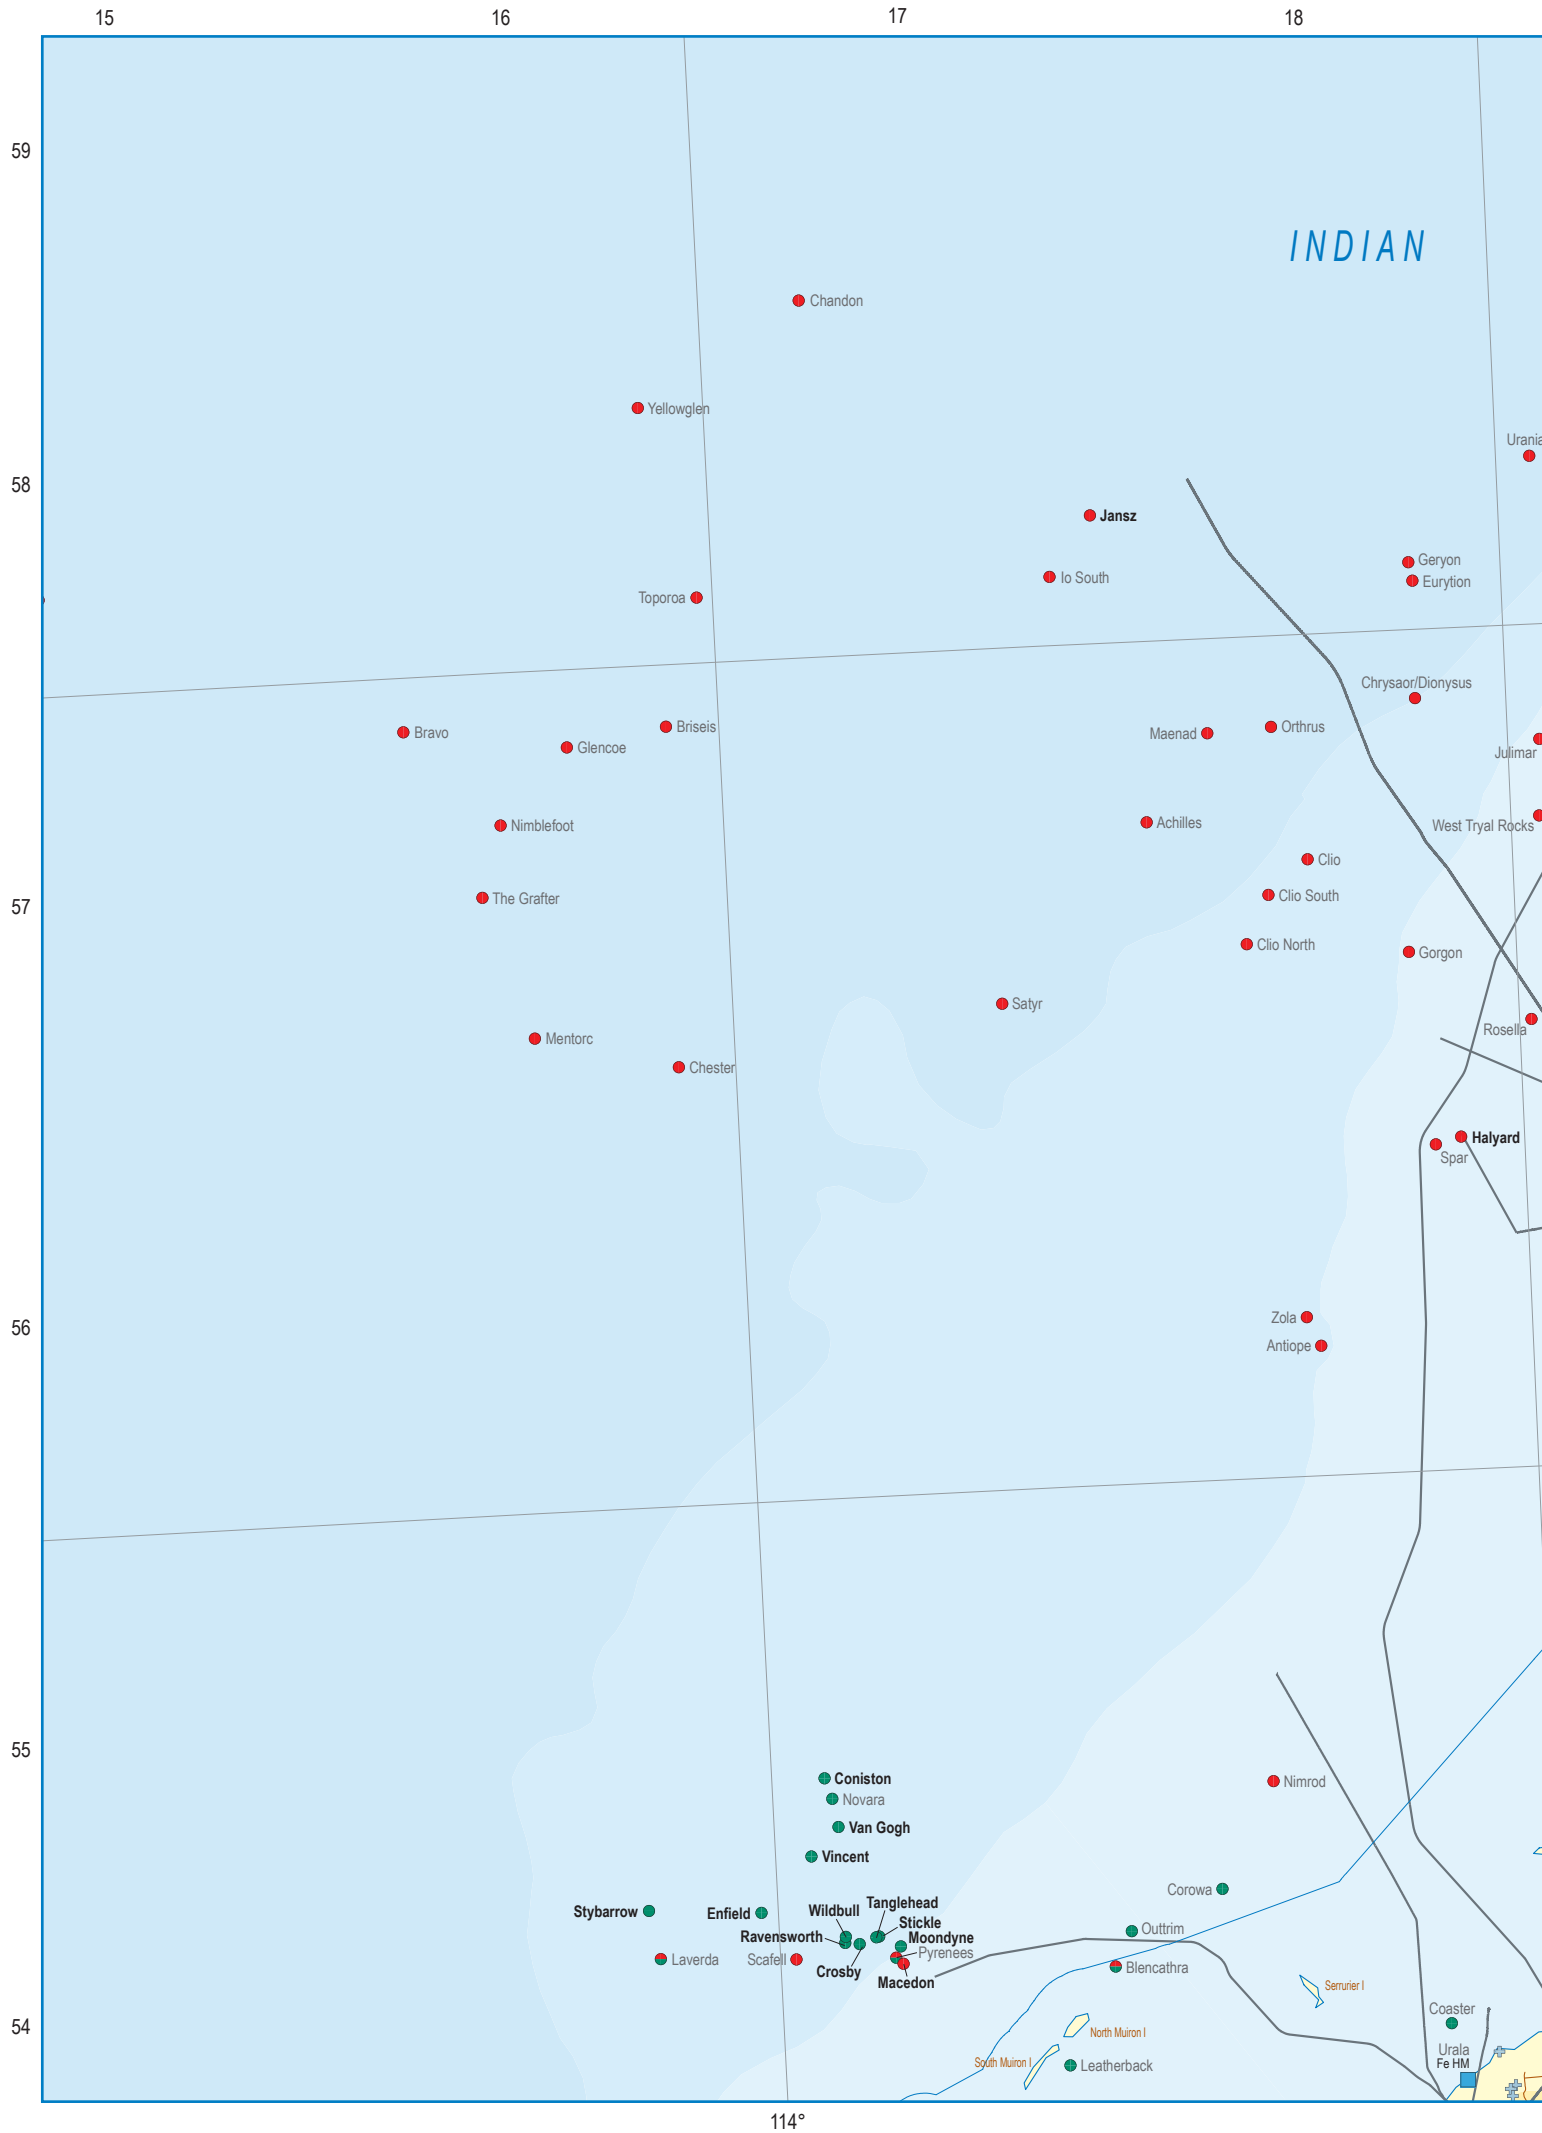 15
16
17
18
59
INDIAN
Chandon
Yellowglen
Urania
58
Jansz
Geryon
Io South
Eurytion
Toporoa
Chrysaor/Dionysus
Briseis
Orthrus
Bravo
Maenad
Glencoe
Julimar
Achilles
Nimblefoot
West Tryal Rocks
Clio
Clio South
The Grafter
57
Clio North
Gorgon
Satyr
Rosella
Mentorc
Chester
Halyard
Spar
Zola
56
Antiope
55
Coniston
Nimrod
Novara
Van Gogh
Vincent
Corowa
Tanglehead
Wildbull
Stybarrow
Enfield
Stickle
Outtrim
Ravensworth
Moondyne
Pyrenees
Laverda
Scafell
Blencathra
Crosby
Macedon
Serrurier I
Coaster
54
North Muiron I
Urala
Fe HM
South Muiron I
Leatherback
114°